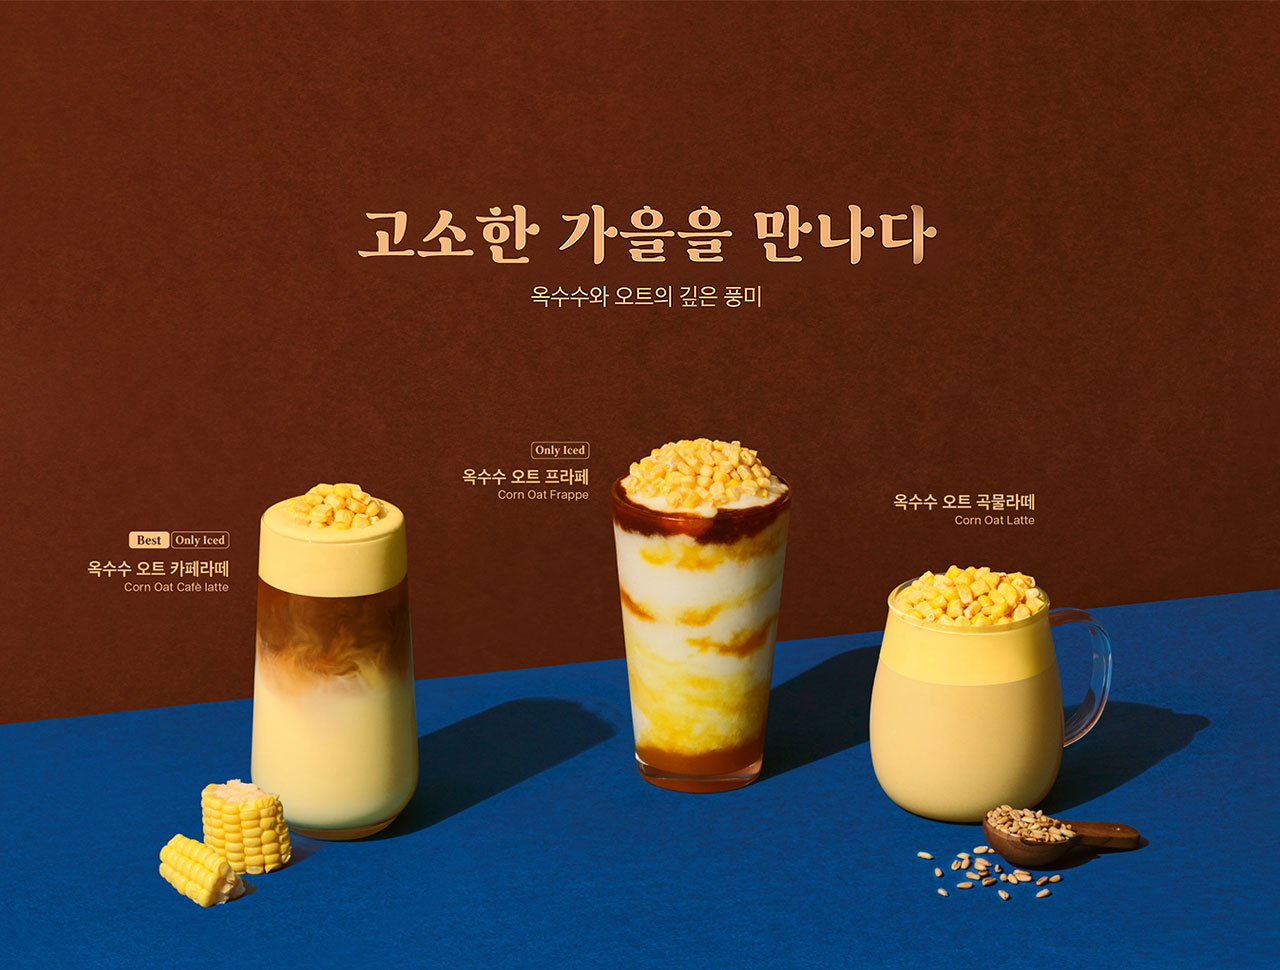 고소한 가을을 만나다
옥수수와 오트의 깊은 풍미
Only Iced
옥수수 오트 프라페
Corn Oat Frappe
옥수수 오트 곡물라떼
Corn Oat Latte
Best Only Iced
옥수수 오트 카페라떼
Corn Oat Cafè latte